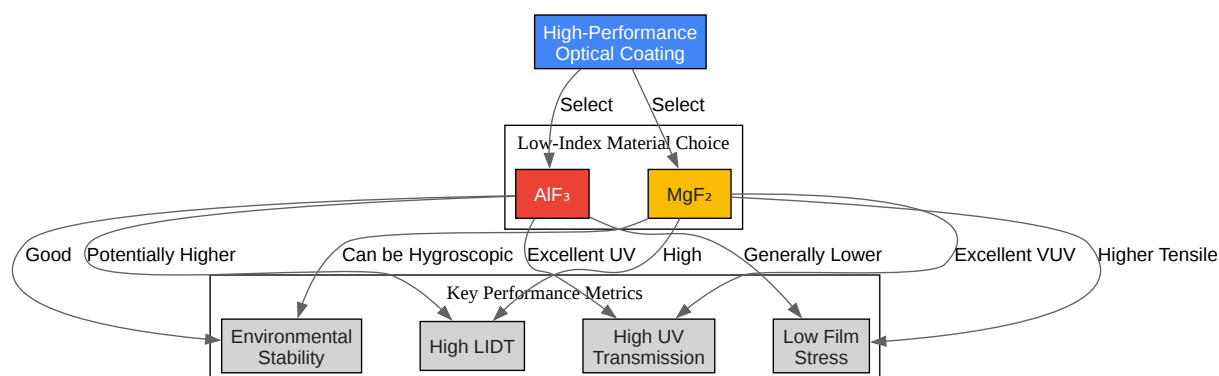 High-Performance
Optical Coating
Select
Select
Low-Index Material Choice
AlF₃
MgF₂
Good
Potentially Higher
Can be Hygroscopic
Excellent UV
High
Generally Lower
Excellent VUV
Higher Tensile
Key Performance Metrics
Environmental
Stability
High LIDT
High UV
Transmission
Low Film
Stress